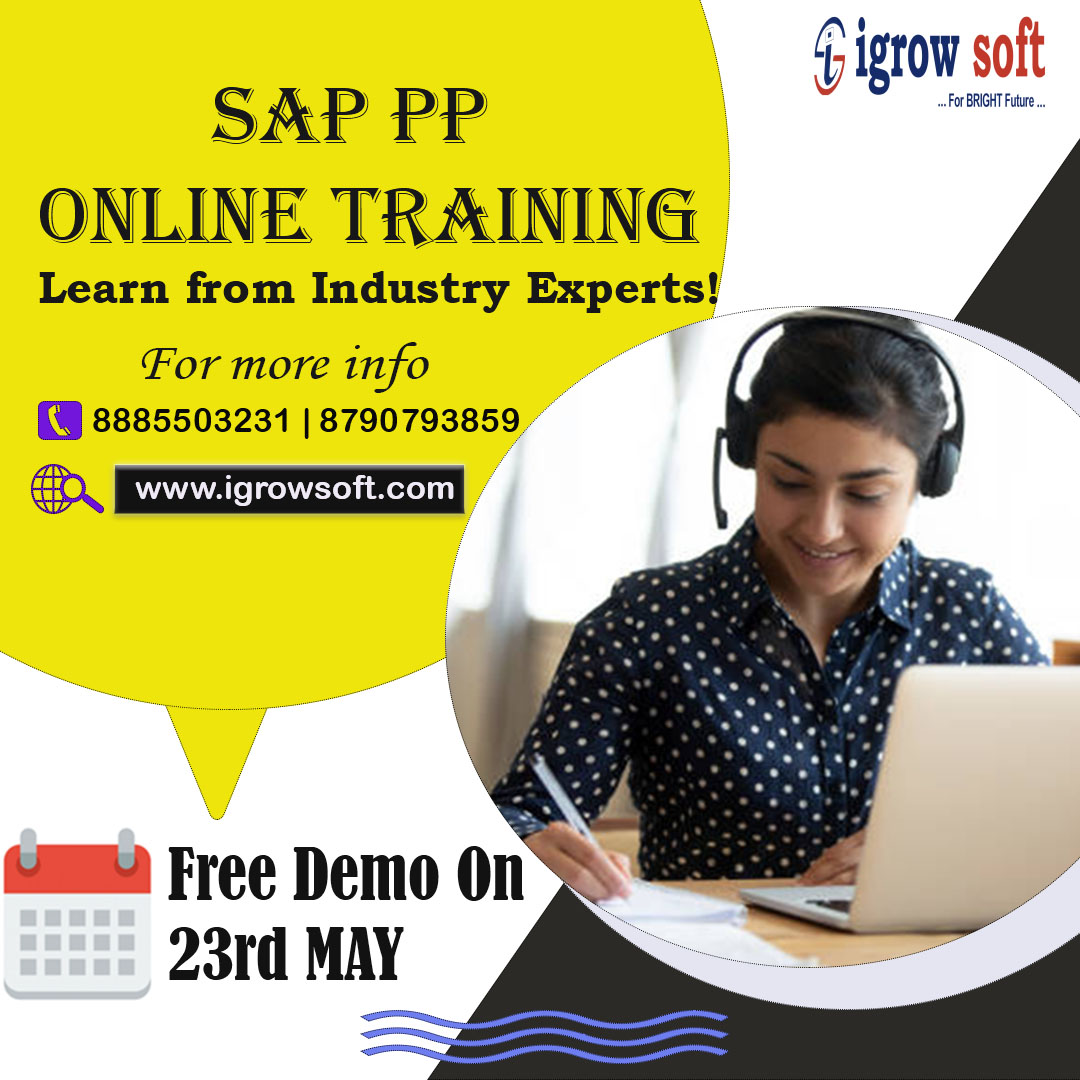 igrow soft
... For BRIGHT Future ...
SAP PP
ONLINE TRAINING
Learn from Industry Experts!
For more info
8885503231 | 8790793859
www.igrowsoft.com
Free Demo On
23rd MAY